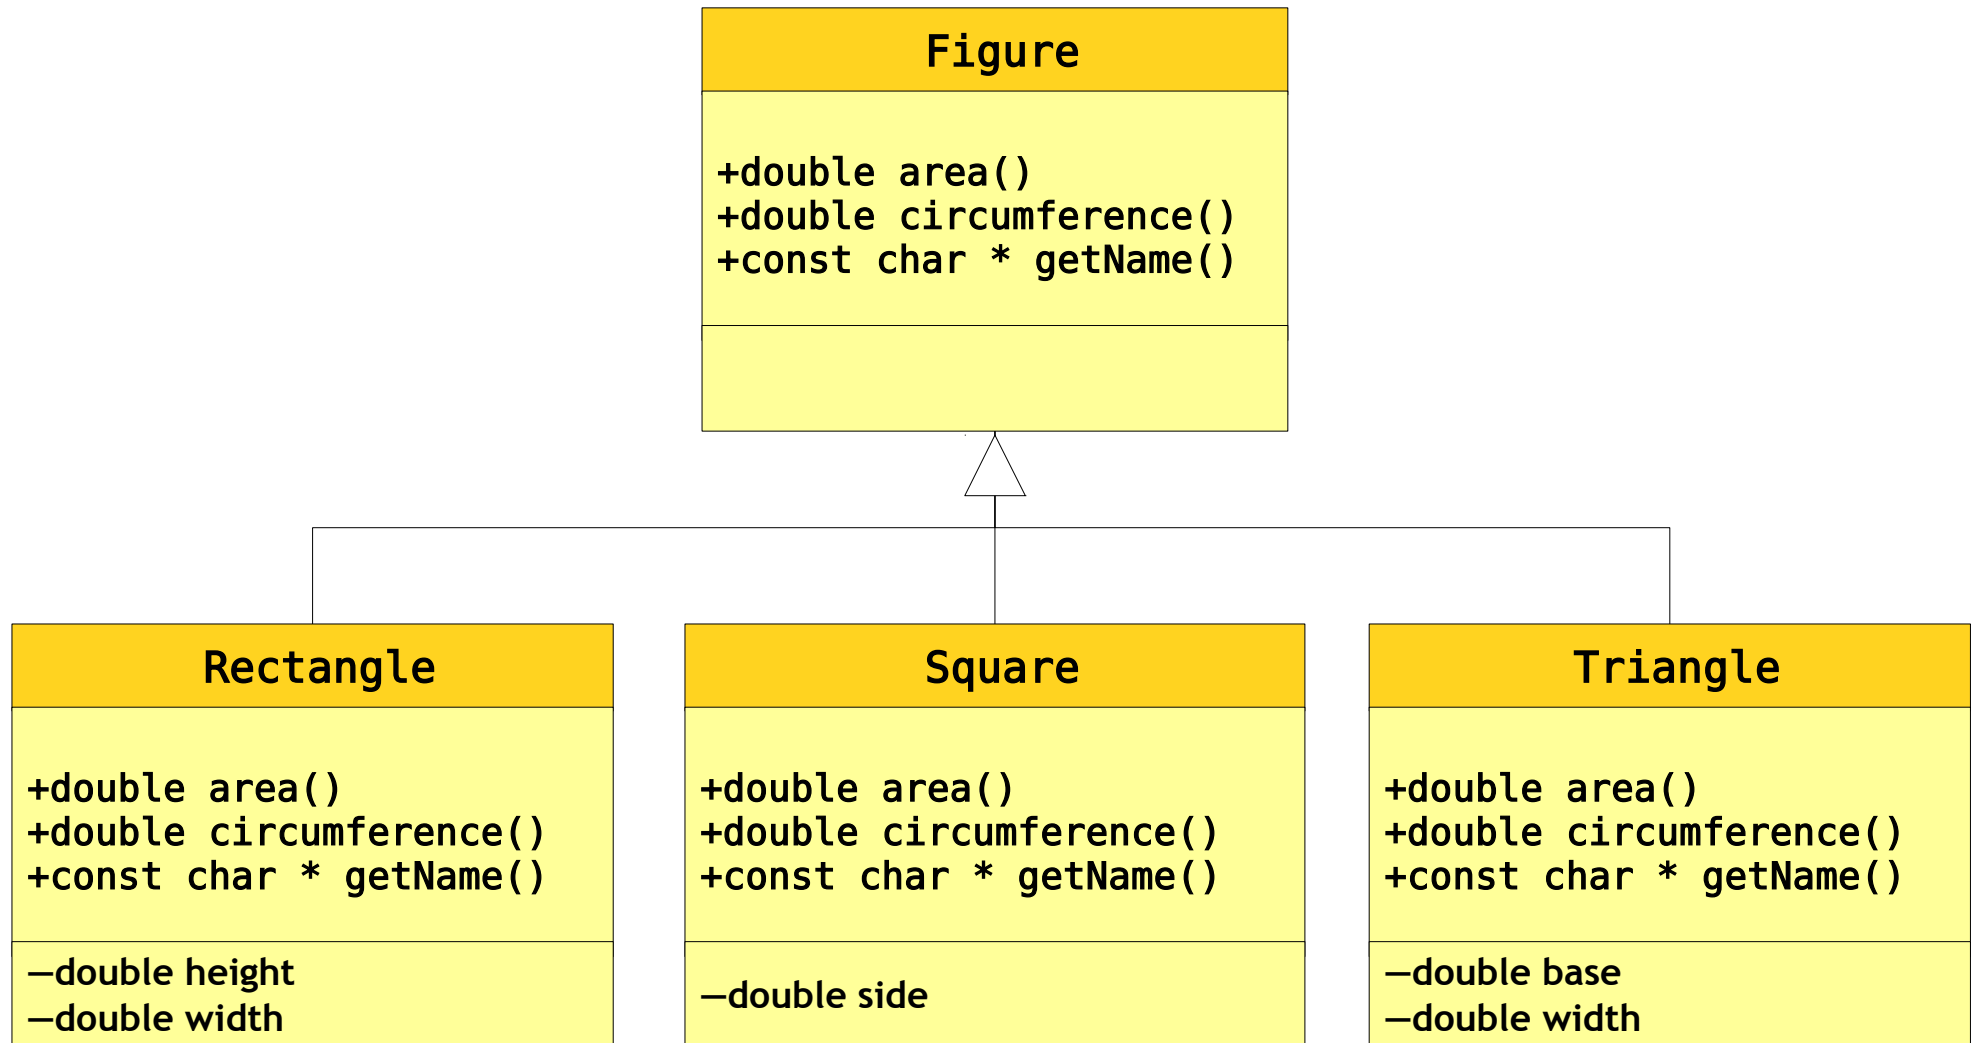 Figure
+double area()
+double circumference()
+const char * getName()
Rectangle
+double area()
+double circumference()
+const char * getName()
—double height
—double width
Square
+double area()
+double circumference()
+const char * getName()
—double side
Triangle
+double area()
+double circumference()
+const char * getName()
—double base
—double width